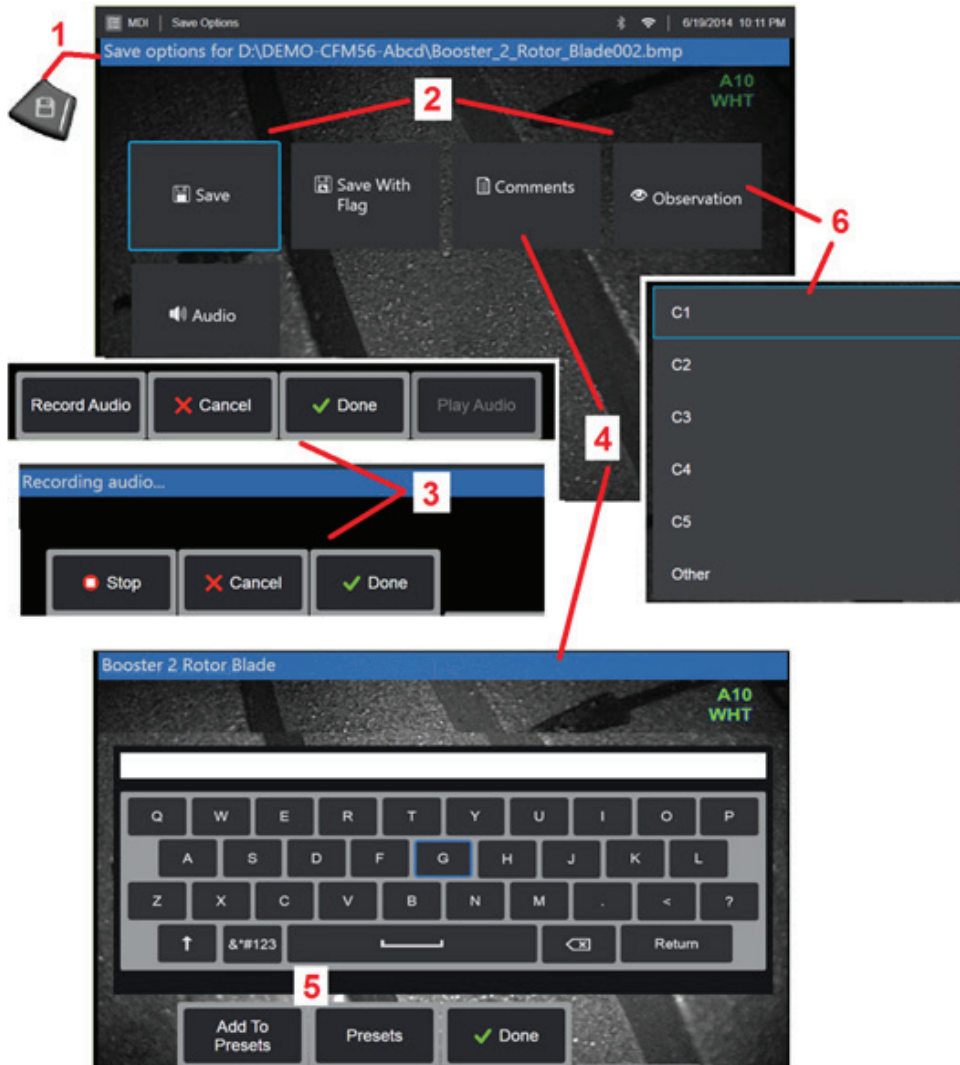 MDI | Save Options
6/19/2014 10:11 PM
1
Save options for D:\DEMO-CFM56-Abcd\Booster_2_Rotor_Blade002.bmp
A10
WHT
2
Save
Save With
Flag
Comments
Observation
6
Audio
C1
C2
C3
C4
C5
Other
Record Audio
Cancel
Done
Play Audio
4
3
Recording audio...
Stop
Cancel
Done
Booster 2 Rotor Blade
A10
WHT
Q W E R T Y U I O P
A S D F G H J K L
Z X C V B N M . < ?
↑ &*#123 Return
5
Add To
Presets
Presets
Done